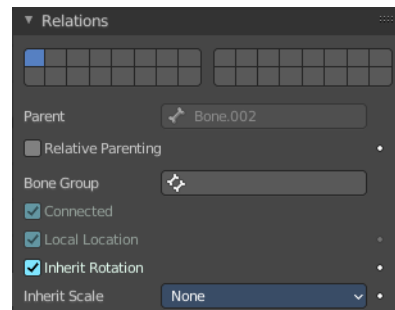 Relations
Parent Bone.002
Relative Parenting
Bone Group
Connected
Local Location
Inherit Rotation
Inherit Scale None